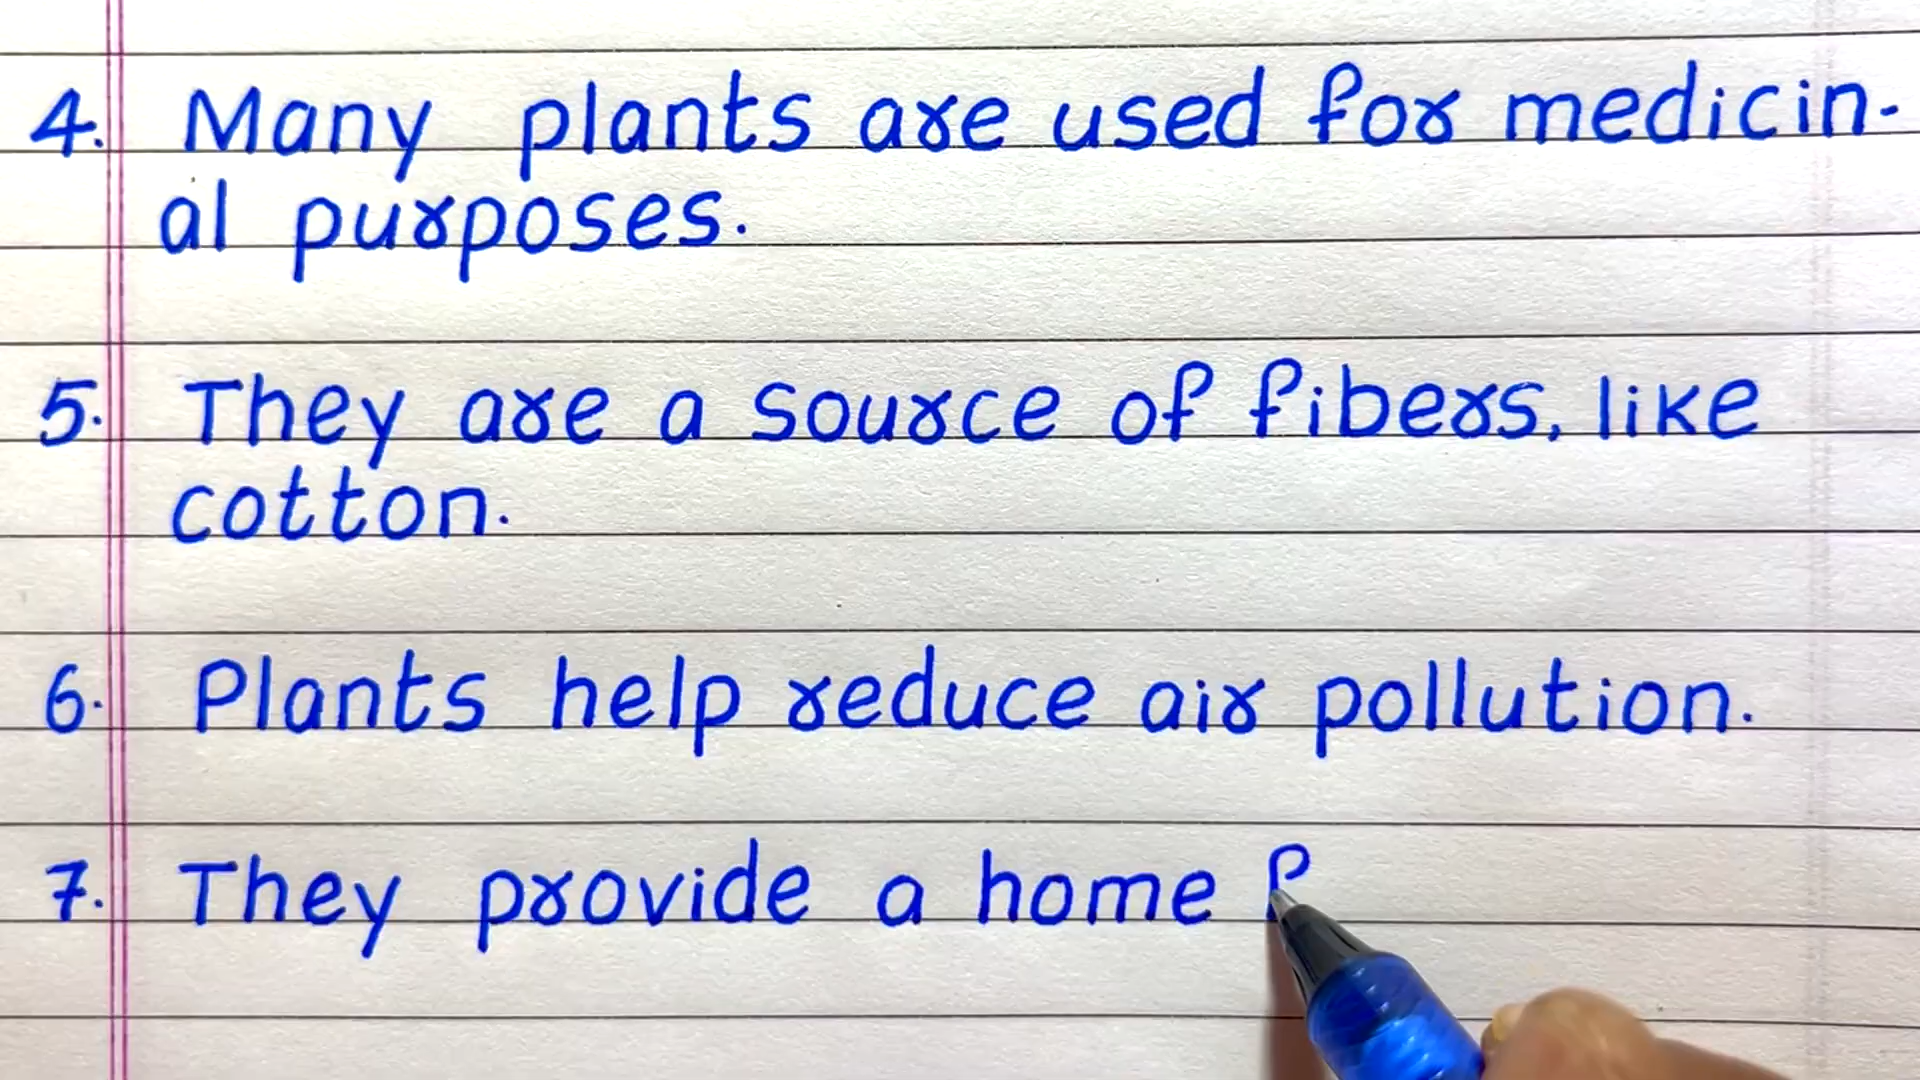 4. Many plants are used for medicin-
al purposes.
5. They are a source of fibers, like
cotton.
6. Plants help reduce air pollution.
7. They provide a home f